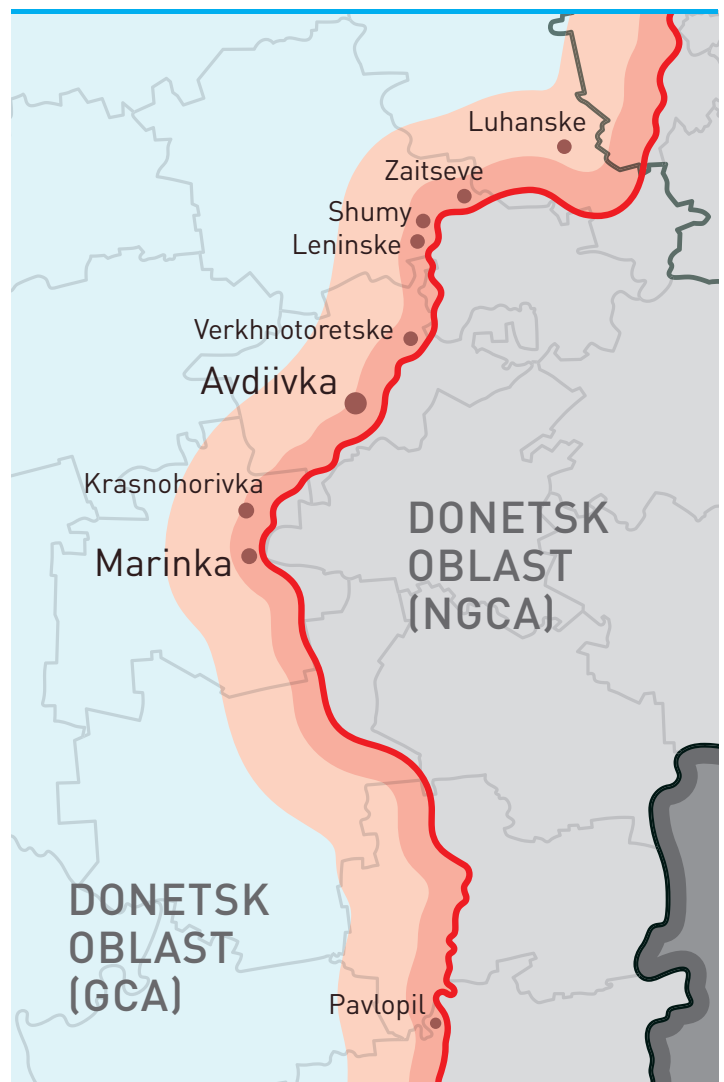 Luhanske
Zaitseve
Shumy
Leninske
Verkhnotoretske
Avdiivka
Krasnohorivka
Marinka
DONETSK
OBLAST
(NGCA)
DONETSK
OBLAST
(GCA)
Pavlopil